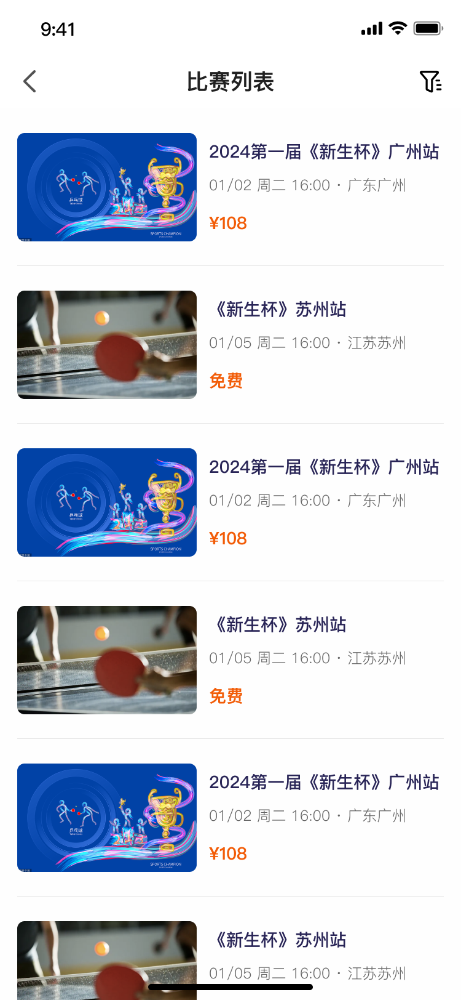 9:41
比赛列表
乒乓球
SPORTS CHAMPION
2024第一届《新生杯》广州站
01/02 周二 16:00 · 广东广州
¥108
《新生杯》苏州站
01/05 周二 16:00 · 江苏苏州
免费
乒乓球
SPORTS CHAMPION
2024第一届《新生杯》广州站
01/02 周二 16:00 · 广东广州
¥108
《新生杯》苏州站
01/05 周二 16:00 · 江苏苏州
免费
乒乓球
SPORTS CHAMPION
2024第一届《新生杯》广州站
01/02 周二 16:00 · 广东广州
¥108
《新生杯》苏州站
01/05 周二 16:00 · 江苏苏州